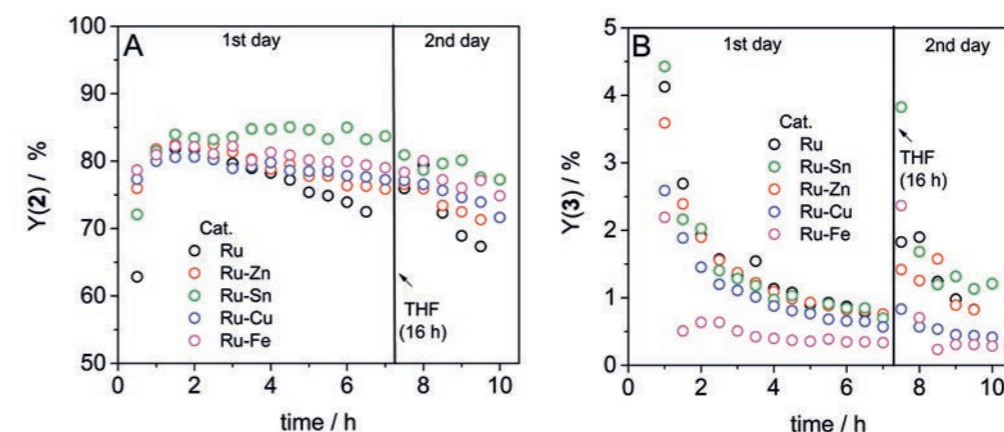 A
1st day
2nd day
100
90
80
70
60
50
Y(2) / %
Cat.
Ru
Ru-Zn
Ru-Sn
Ru-Cu
Ru-Fe
THF
(16 h)
0 2 4 6 8 10
time / h
B
1st day
2nd day
5
4
3
2
1
0
Y(3) / %
Cat.
Ru
Ru-Sn
Ru-Zn
Ru-Cu
Ru-Fe
THF
(16 h)
0 2 4 6 8 10
time / h